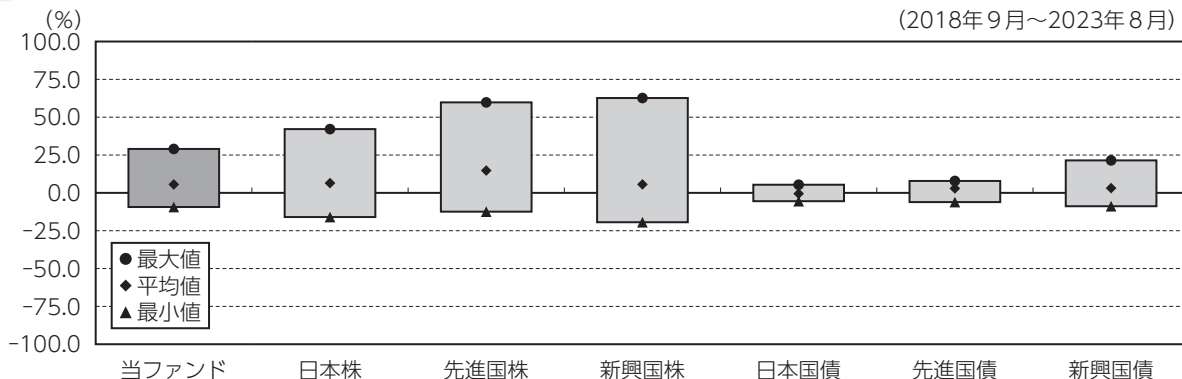 (%)
(2018年9月～2023年8月)
100.0
75.0
50.0
25.0
0.0
-25.0
-50.0
-75.0
-100.0
● 最大値
◆ 平均値
▲ 最小値
当ファンド 日本株 先進国株 新興国株 日本国債 先進国債 新興国債